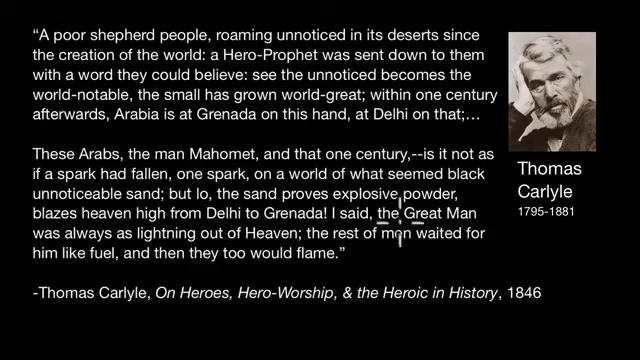 “A poor shepherd people, roaming unnoticed in its deserts since
the creation of the world: a Hero-Prophet was sent down to them
with a word they could believe: see the unnoticed becomes the
world-notable, the small has grown world-great; within one century
afterwards, Arabia is at Grenada on this hand, at Delhi on that;…
These Arabs, the man Mahomet, and that one century,--is it not as
if a spark had fallen, one spark, on a world of what seemed black
unnoticeable sand; but lo, the sand proves explosive powder,
blazes heaven high from Delhi to Grenada! I said, the Great Man
was always as lightning out of Heaven; the rest of men waited for
him like fuel, and then they too would flame.”
-Thomas Carlyle, On Heroes, Hero-Worship, & the Heroic in History, 1846
Thomas
Carlyle
1795-1881